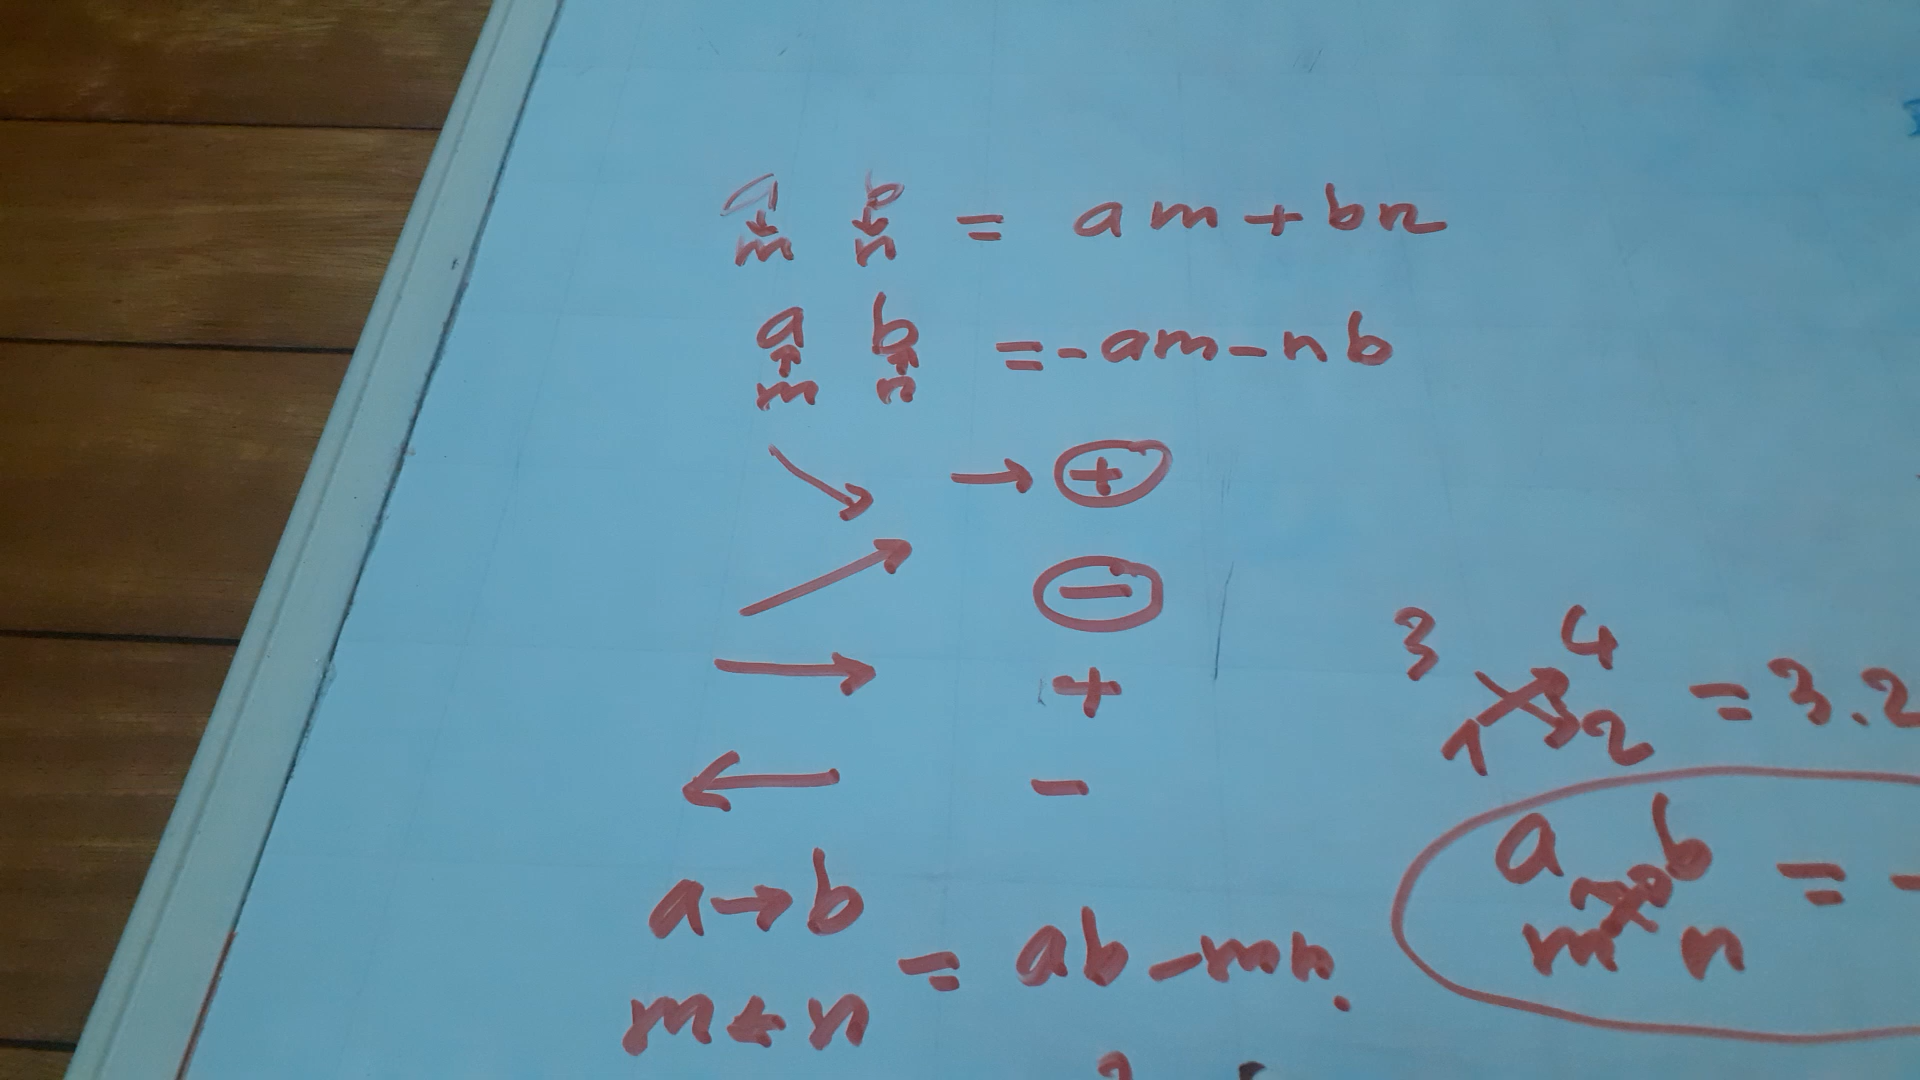 a b
↓ ↓ = am + bn
m n
a b
↑ ↑ = -am - nb
m n
↘ → +
↗ -
→ +
← -
a → b
= ab - mn.
m ← n
3 4
= 3.2
1 2
a b
= -
m n